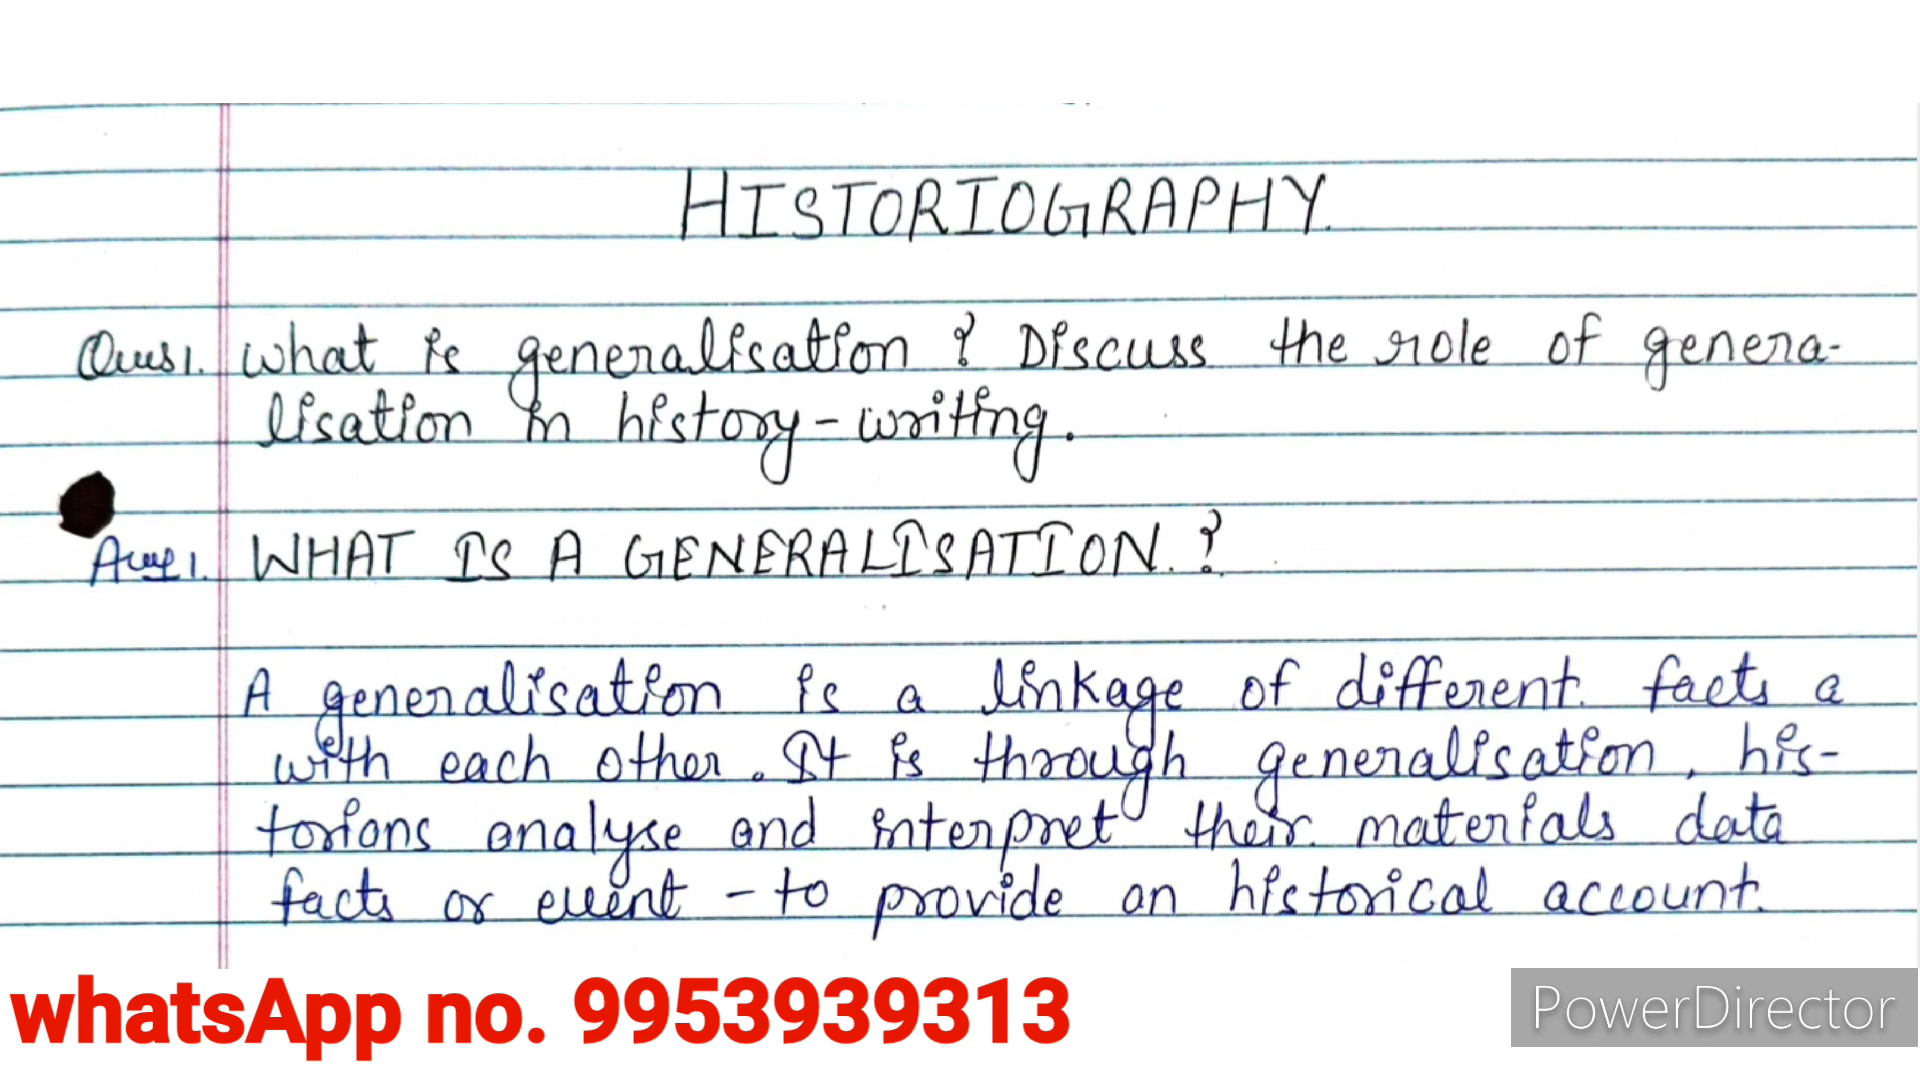 HISTORIOGRAPHY.
Ques1. What is generalisation ? Discuss the role of genera-
lisation in history-writing.
Ans1. WHAT IS A GENERALISATION. ?
A generalisation is a linkage of different. facts a
with each other. It is through generalisation, his-
torians analyse and interpret their. materials data
facts or event - to provide an historical account.
whatsApp no. 9953939313
PowerDirector